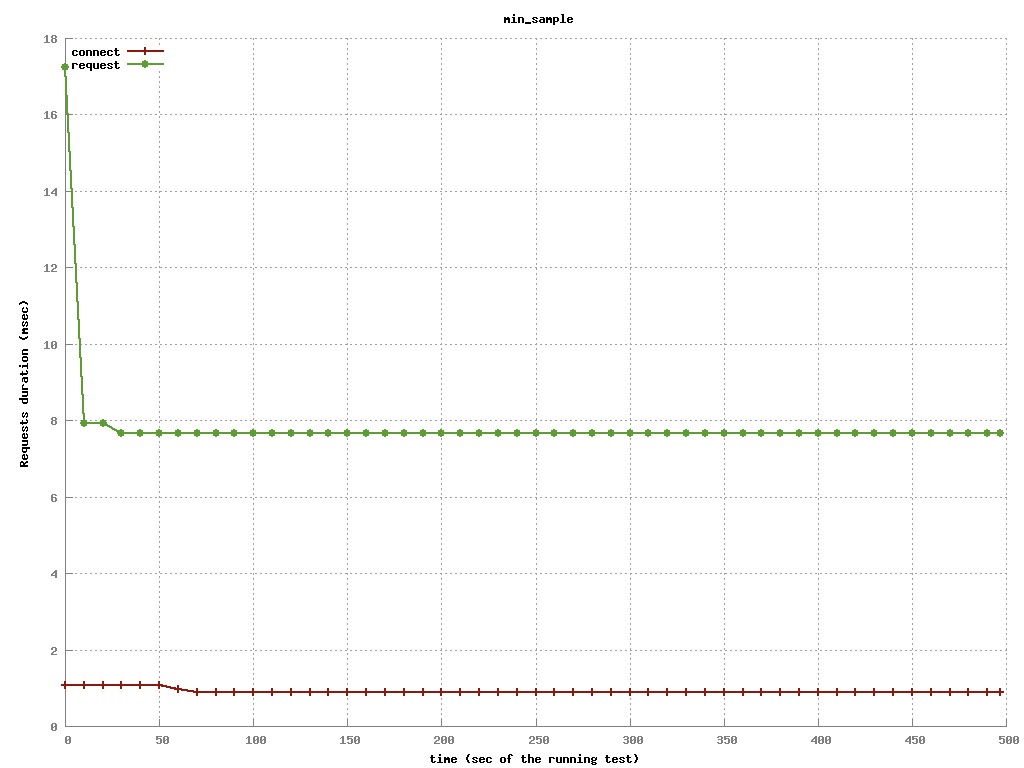 min_sample
connect
request
18
16
14
12
10
8
6
4
2
0
Requests duration (msec)
0 50 100 150 200 250 300 350 400 450 500
time (sec of the running test)